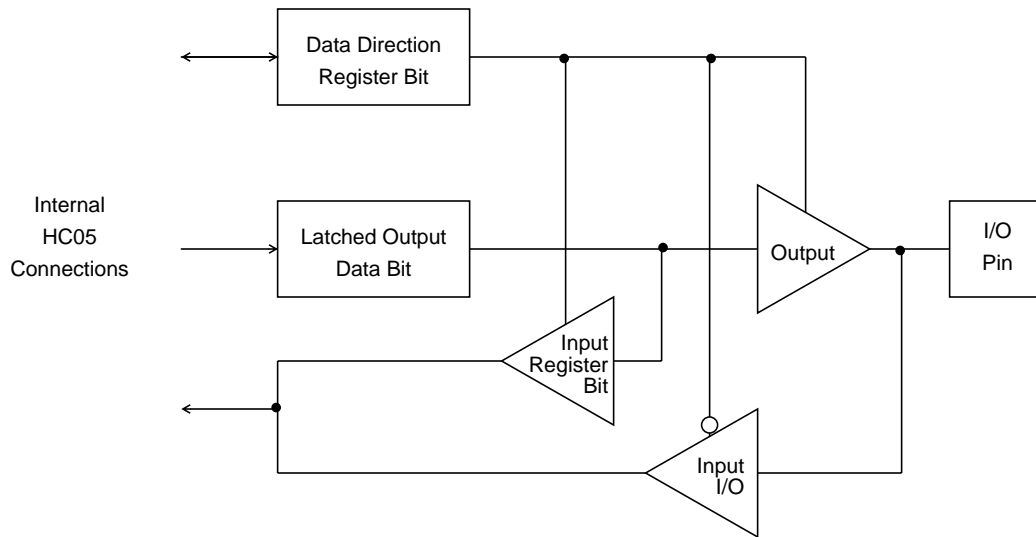 Data Direction
Register Bit
Internal
HC05
Connections
Latched Output
Data Bit
Output
I/O
Pin
Input
Register
Bit
Input
I/O